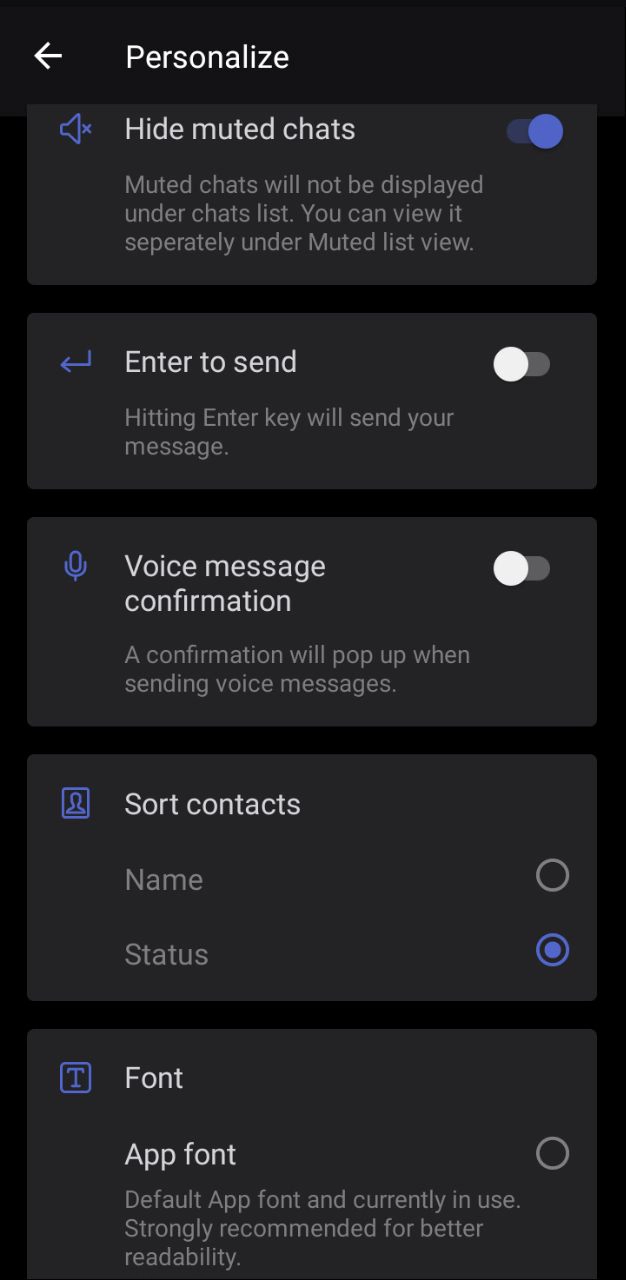 Personalize
Hide muted chats
Muted chats will not be displayed
under chats list. You can view it
seperately under Muted list view.
Enter to send
Hitting Enter key will send your
message.
Voice message
confirmation
A confirmation will pop up when
sending voice messages.
Sort contacts
Name
Status
Font
App font
Default App font and currently in use.
Strongly recommended for better
readability.